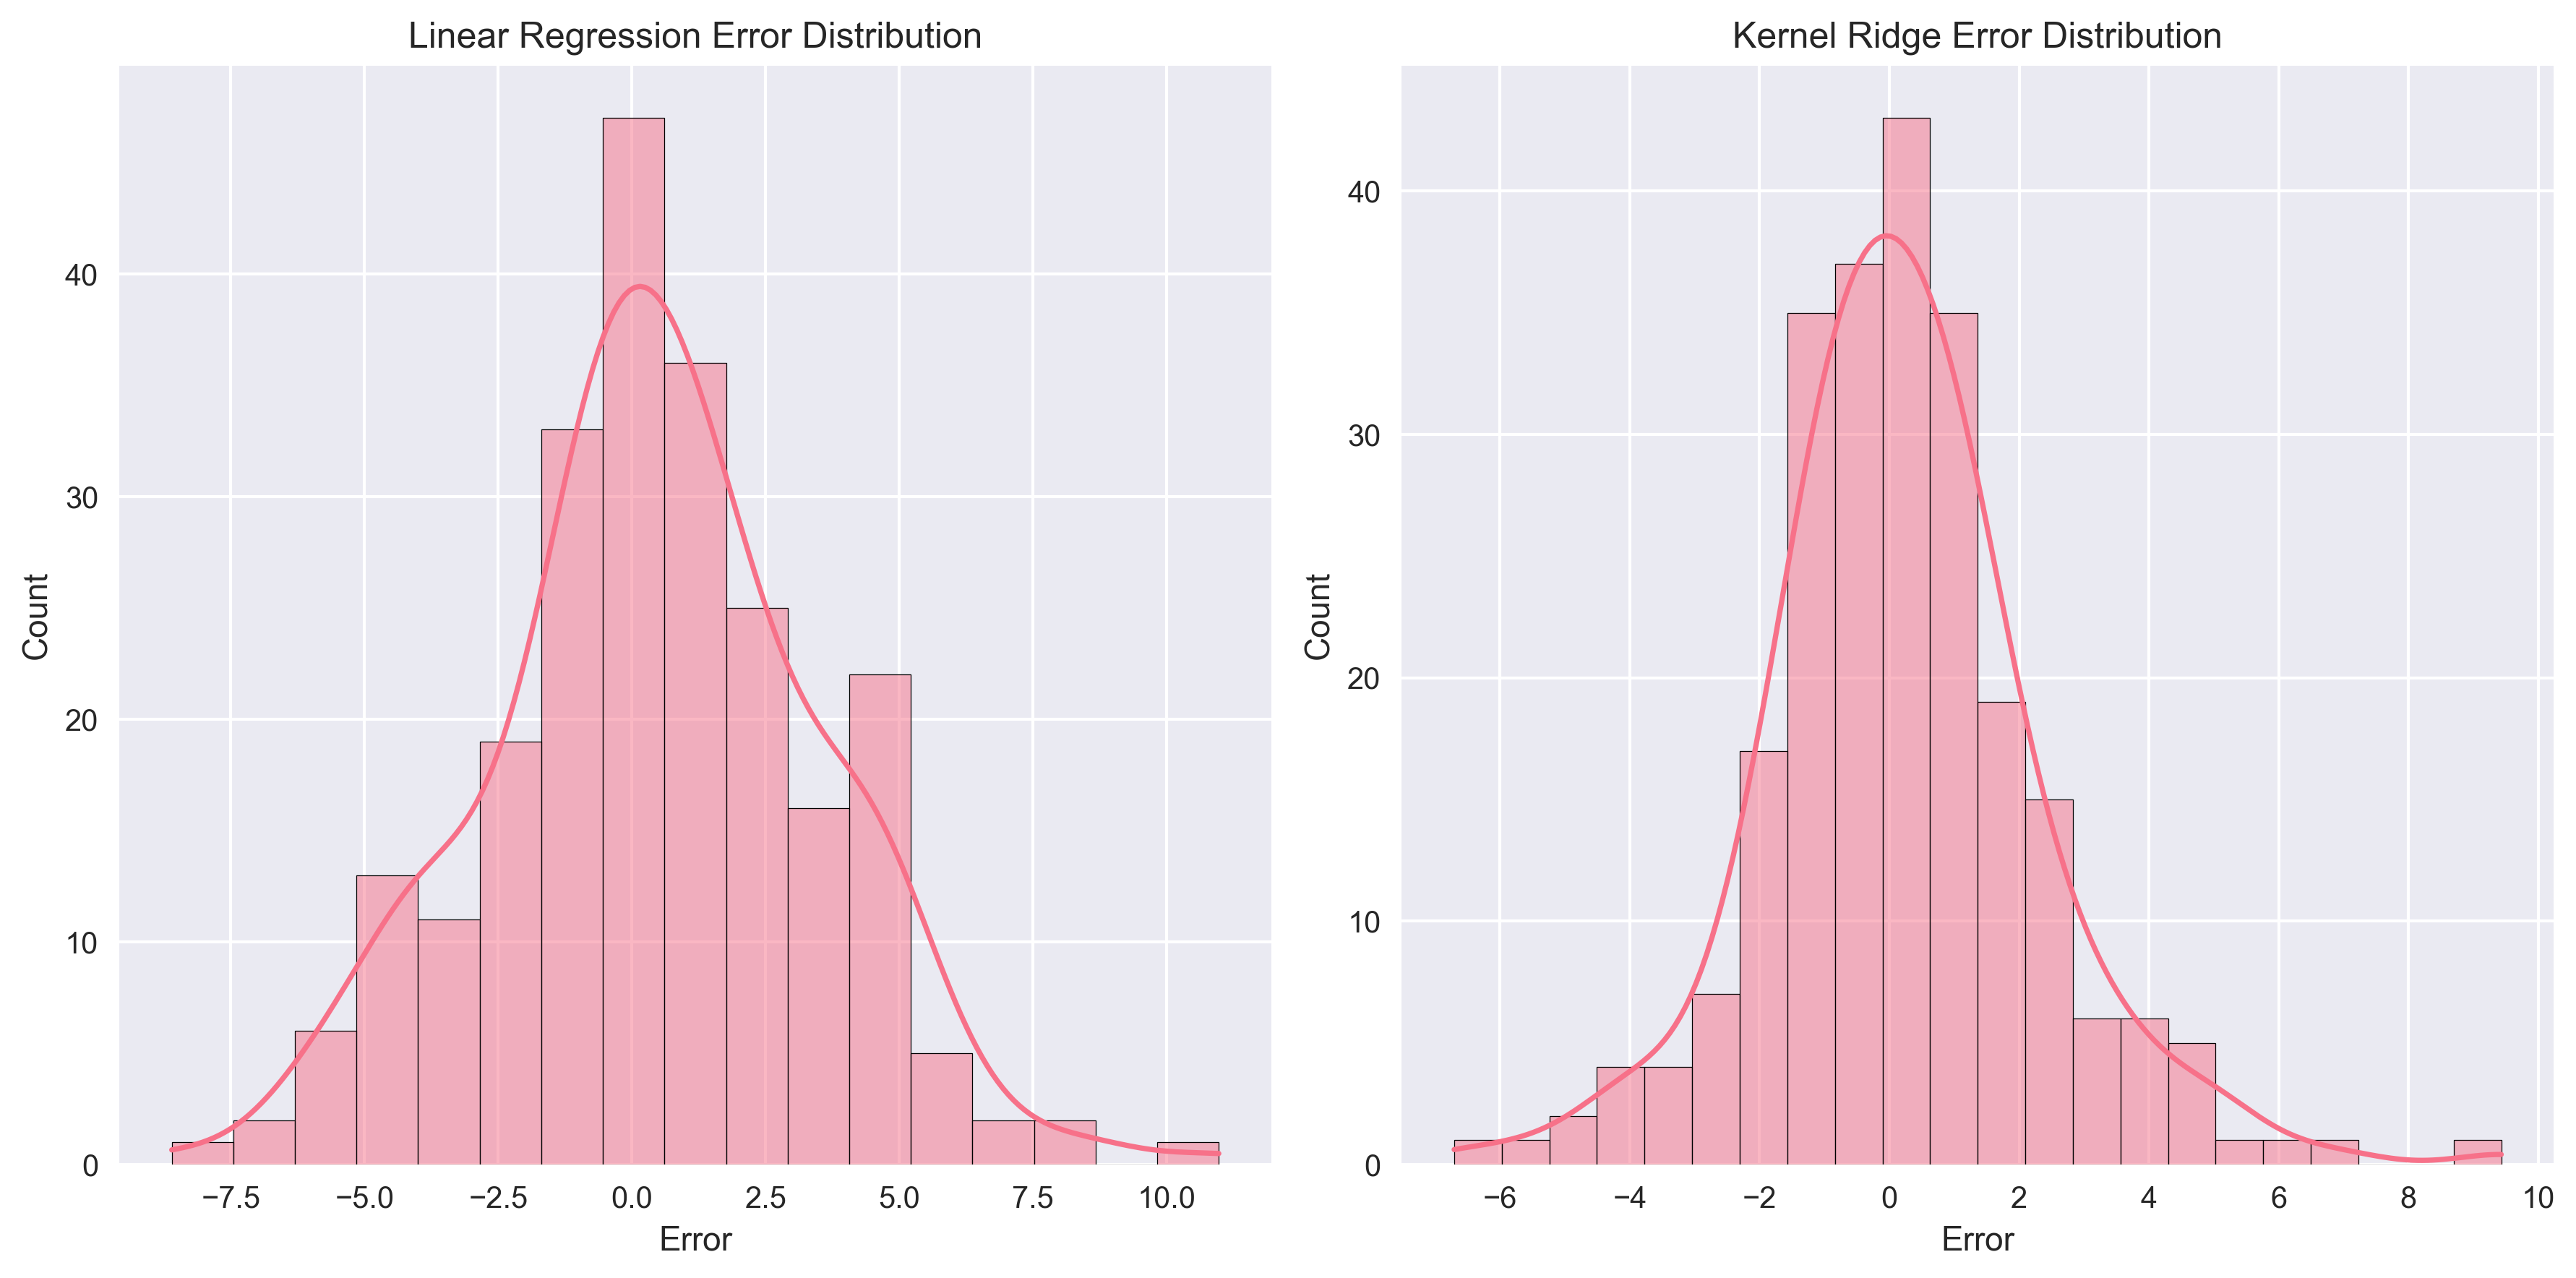 Linear Regression Error Distribution
Count
40
30
20
10
0
−7.5 −5.0 −2.5 0.0 2.5 5.0 7.5 10.0
Error
Kernel Ridge Error Distribution
Count
40
30
20
10
0
−6 −4 −2 0 2 4 6 8 10
Error